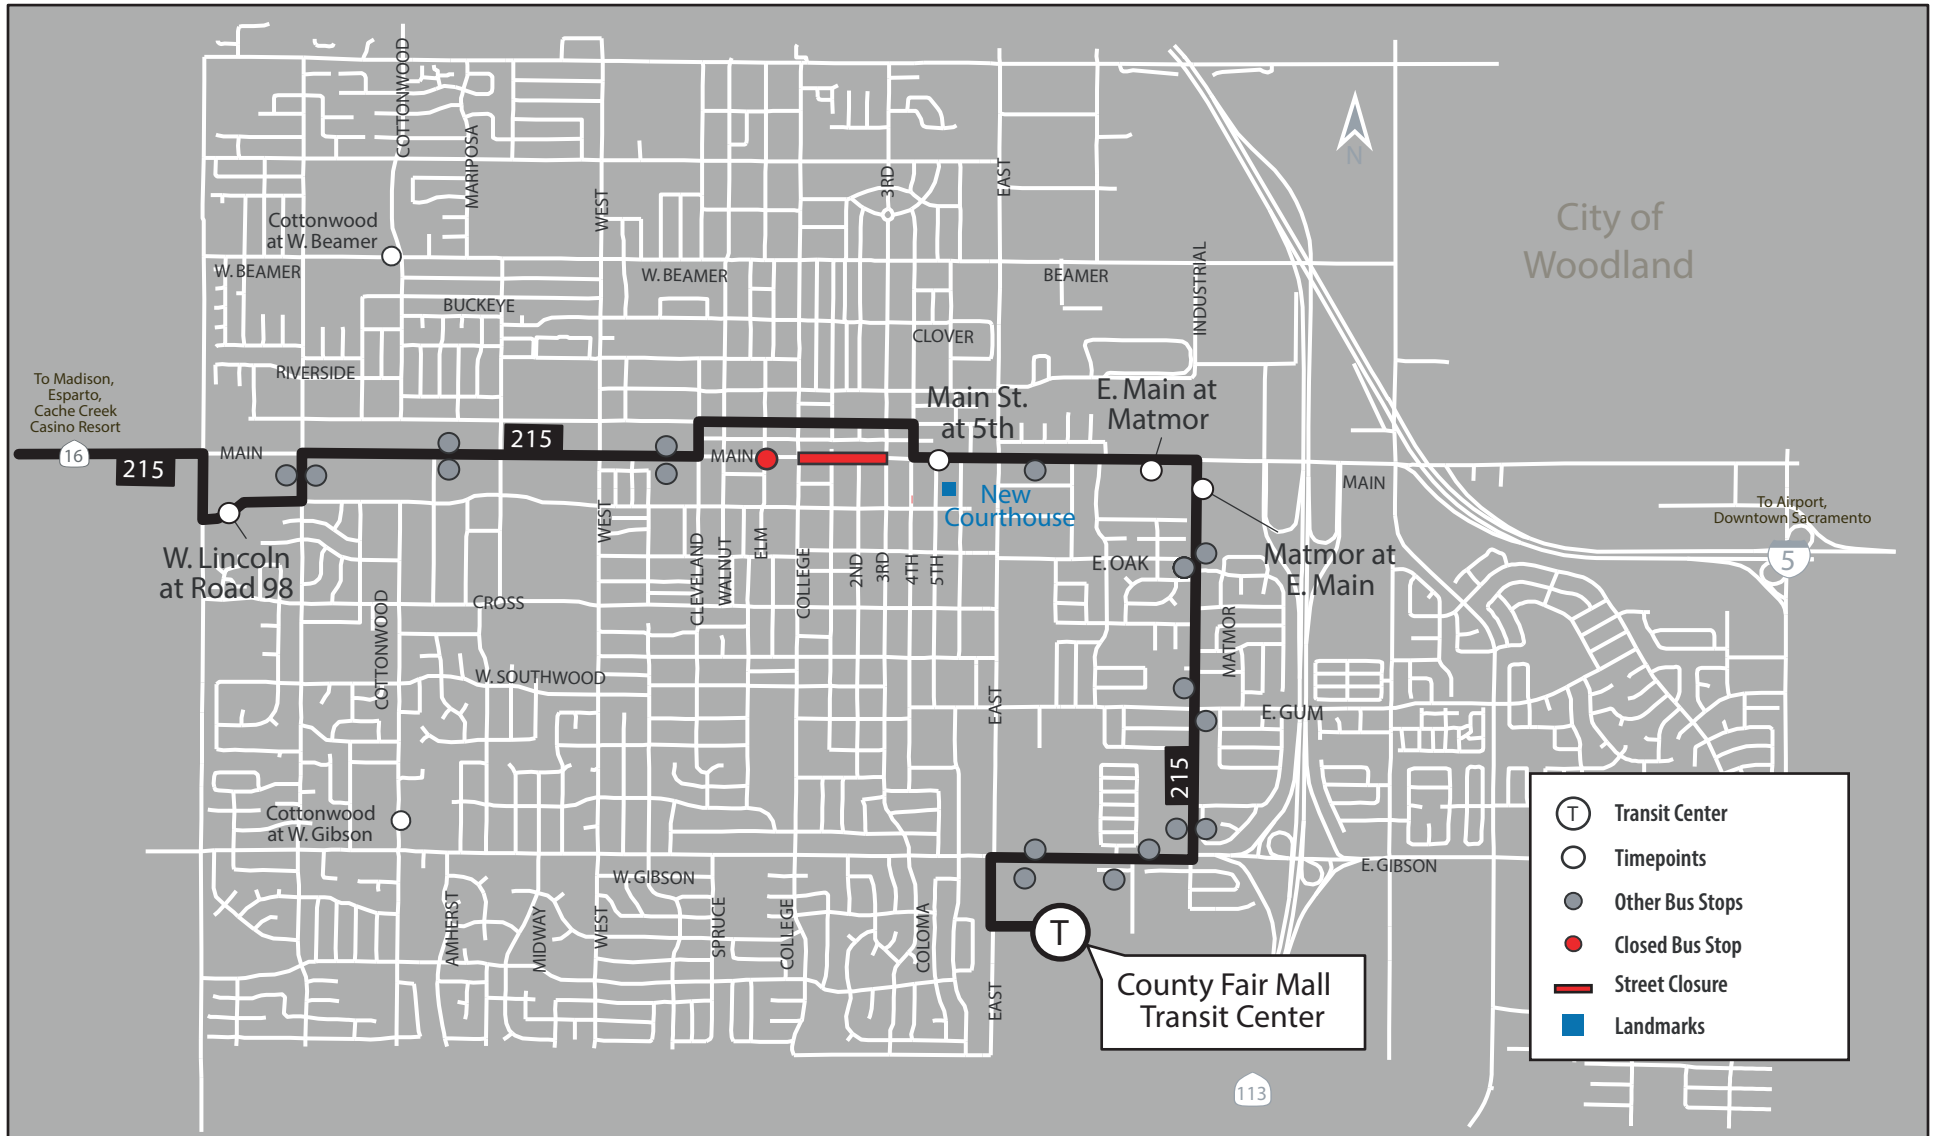 COTTONWOOD
MARIPOSA
WEST
3RD
EAST
N
City of
Woodland
Cottonwood
at W. Beamer
W. BEAMER
W. BEAMER
BEAMER
INDUSTRIAL
BUCKEYE
CLOVER
RIVERSIDE
To Madison,
Esparto,
Cache Creek
Casino Resort
16
215
MAIN
215
MAIN
Main St.
at 5th
E. Main at
Matmor
MAIN
New
Courthouse
To Airport,
Downtown Sacramento
5
W. Lincoln
at Road 98
WEST
CLEVELAND
WALNUT
ELM
COLLEGE
2ND
3RD
4TH
5TH
E. OAK
Matmor at
E. Main
COTTONWOOD
CROSS
MATMOR
W. SOUTHWOOD
EAST
E. GUM
215
Cottonwood
at W. Gibson
W. GIBSON
E. GIBSON
AMHERST
MIDWAY
WEST
SPRUCE
COLLEGE
COLOMA
EAST
T
County Fair Mall
Transit Center
113
T
Transit Center
Timepoints
Other Bus Stops
Closed Bus Stop
Street Closure
Landmarks